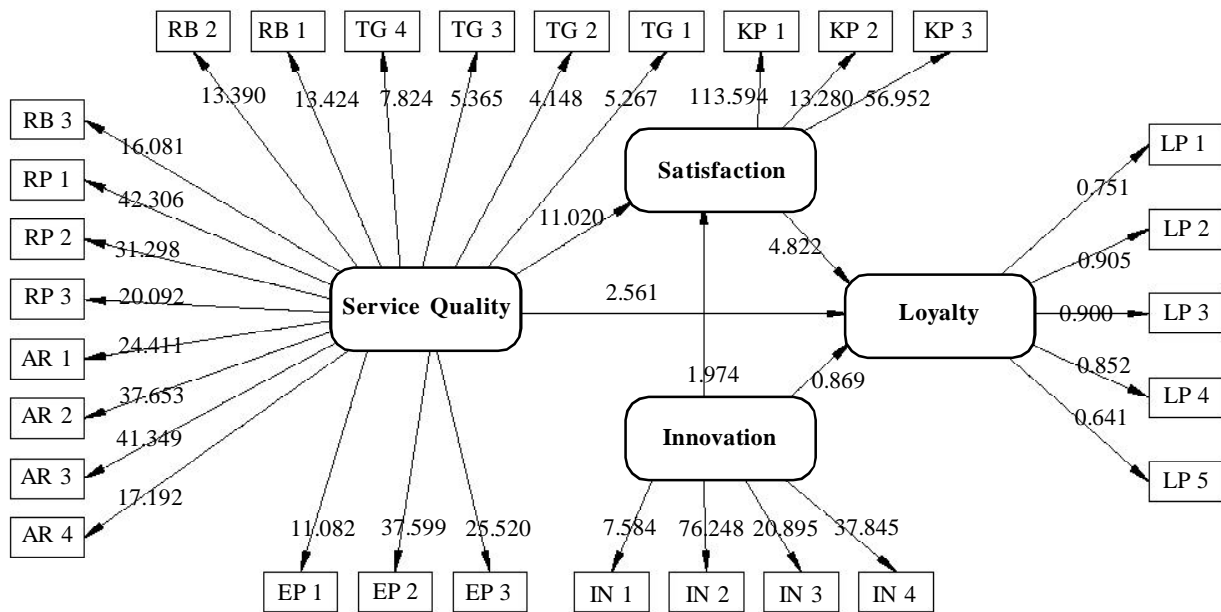 RB 2
RB 1
TG 4
TG 3
TG 2
TG 1
KP 1
KP 2
KP 3
13.390
13.424
7.824
5.365
4.148
5.267
113.594
13.280
56.952
RB 3
16.081
RP 1
42.306
RP 2
31.298
RP 3
20.092
AR 1
24.411
AR 2
37.653
AR 3
41.349
AR 4
17.192
Service Quality
11.020
Satisfaction
4.822
2.561
Loyalty
1.974
0.869
Innovation
LP 1
0.751
LP 2
0.905
LP 3
0.900
LP 4
0.852
LP 5
0.641
11.082
37.599
25.520
7.584
76.248
20.895
37.845
EP 1
EP 2
EP 3
IN 1
IN 2
IN 3
IN 4